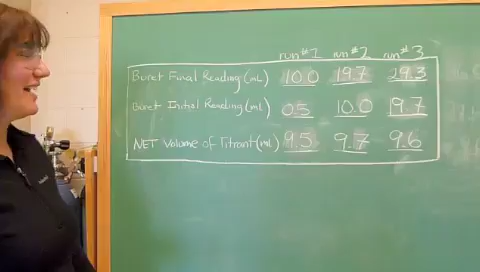 run #1 run #2 run #3
Buret Final Reading (mL) 10.0 19.7 29.3
Buret Initial Reading (mL) 0.5 10.0 19.7
NET Volume of Titrant (mL) 9.5 9.7 9.6